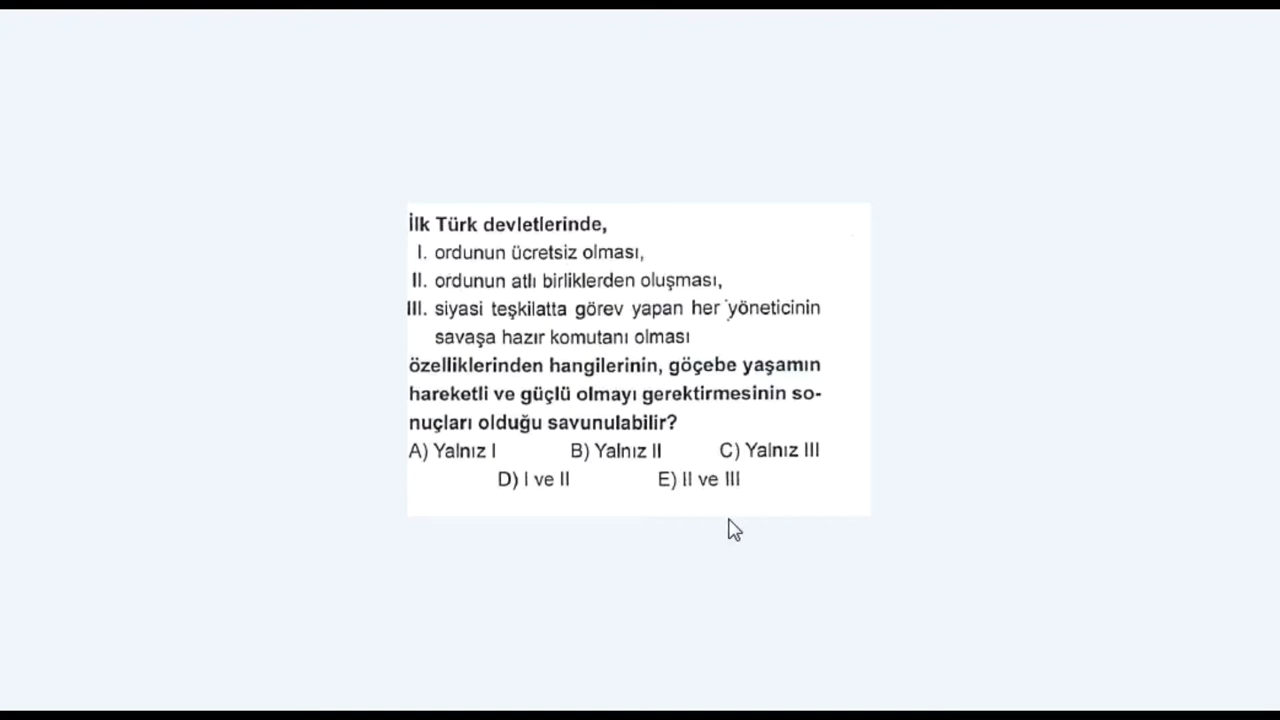 İlk Türk devletlerinde,
I. ordunun ücretsiz olması,
II. ordunun atlı birliklerden oluşması,
III. siyasi teşkilatta görev yapan her yöneticinin
savaşa hazır komutanı olması
özelliklerinden hangilerinin, göçebe yaşamın
hareketli ve güçlü olmayı gerektirmesinin so-
nuçları olduğu savunulabilir?
A) Yalnız I B) Yalnız II C) Yalnız III
D) I ve II E) II ve III